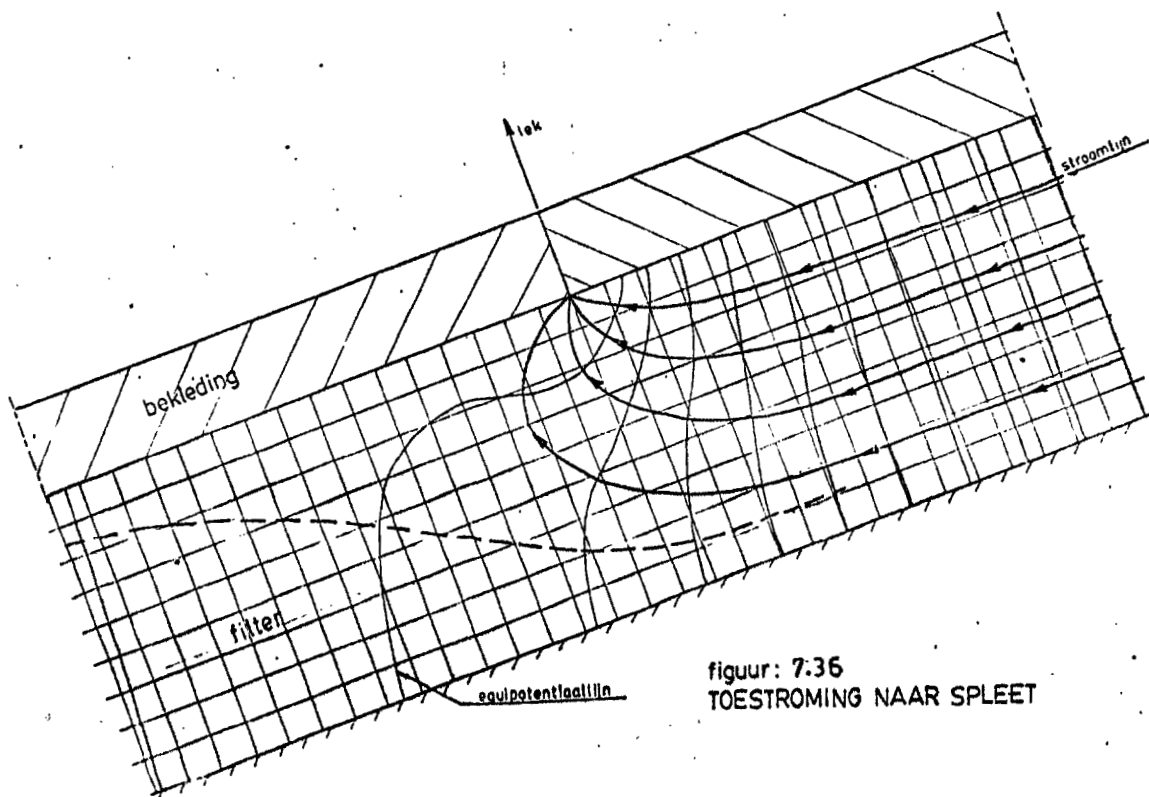 lek
stroomlijn
bekleding
filter
equipotentiaallijn
figuur: 7.36
TOESTROMING NAAR SPLEET